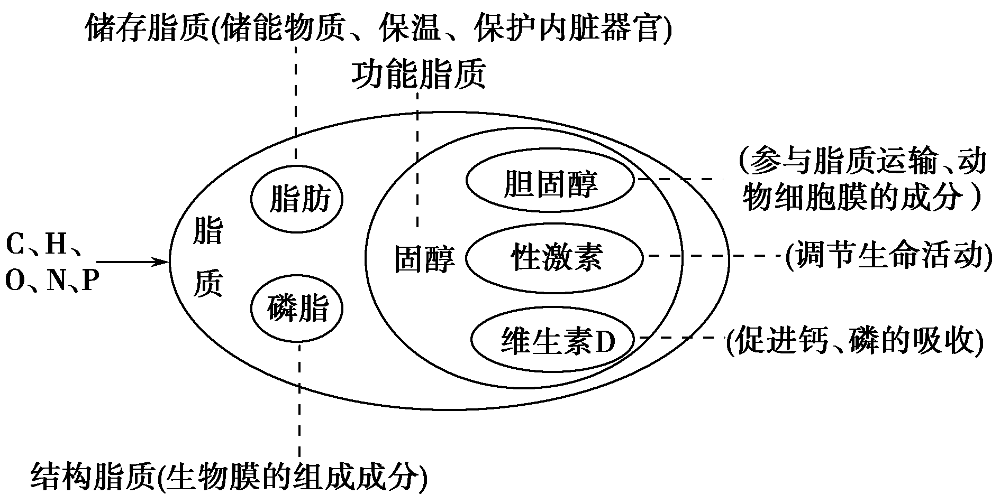 储存脂质(储能物质、保温、保护内脏器官)
功能脂质
胆固醇
(参与脂质运输、动
物细胞膜的成分)
脂肪
脂
质
C、H、
O、N、P
固醇
性激素
(调节生命活动)
磷脂
维生素D
(促进钙、磷的吸收)
结构脂质(生物膜的组成成分)